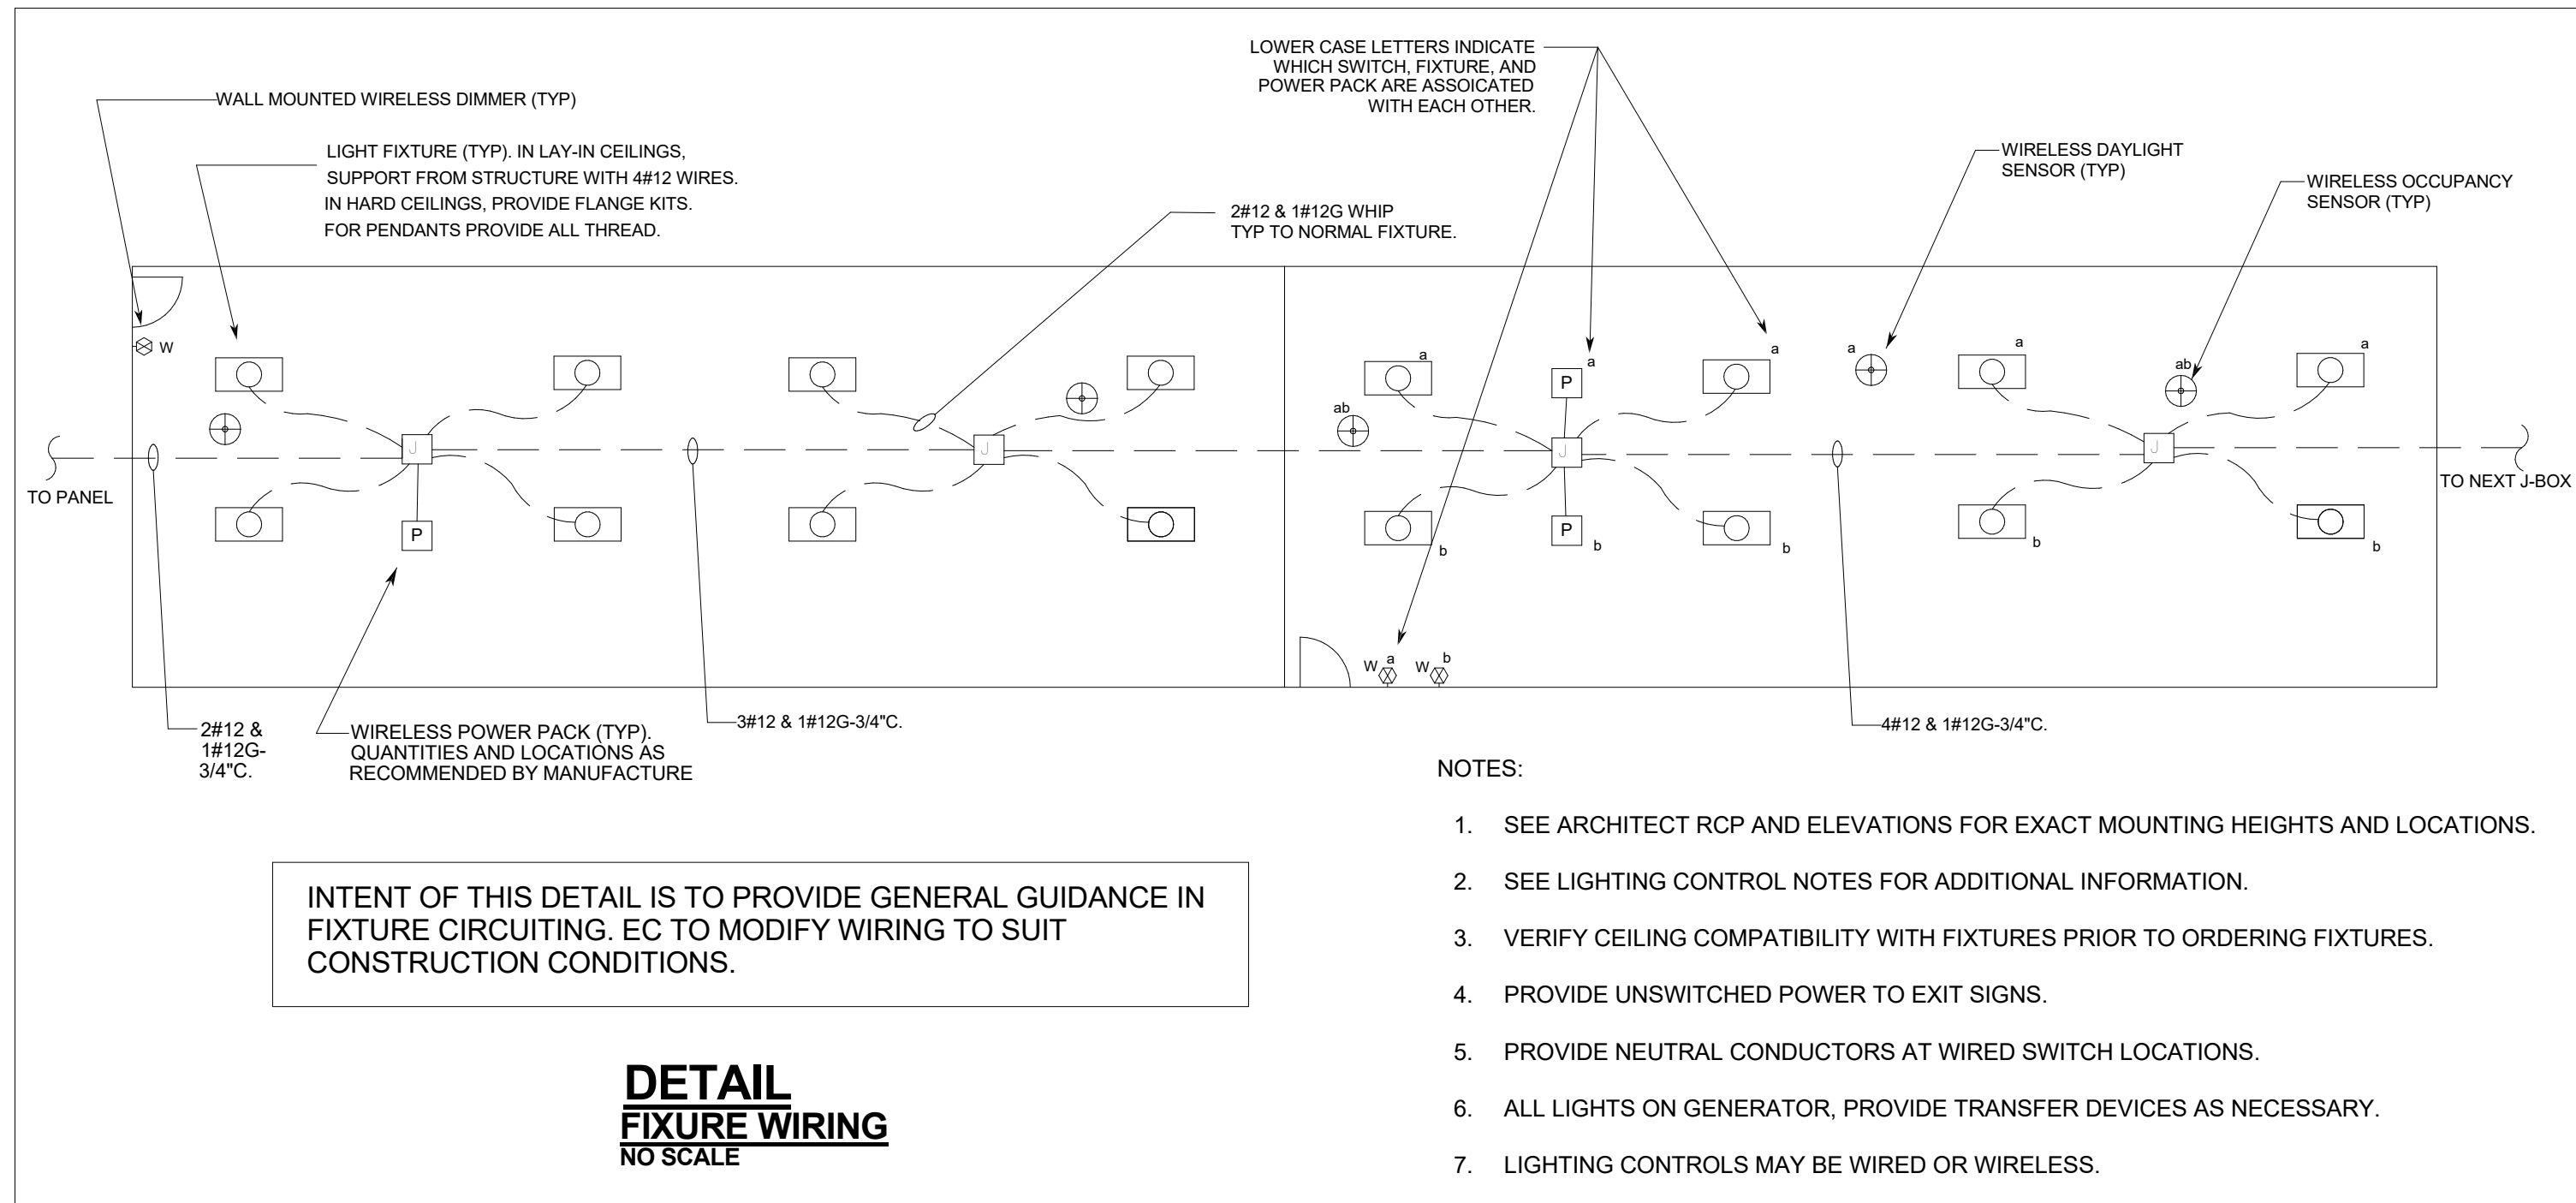 LOWER CASE LETTERS INDICATE
WHICH SWITCH, FIXTURE, AND
POWER PACK ARE ASSOICATED
WITH EACH OTHER.
WALL MOUNTED WIRELESS DIMMER (TYP)
LIGHT FIXTURE (TYP). IN LAY-IN CEILINGS,
SUPPORT FROM STRUCTURE WITH 4#12 WIRES.
IN HARD CEILINGS, PROVIDE FLANGE KITS.
FOR PENDANTS PROVIDE ALL THREAD.
2#12 & 1#12G WHIP
TYP TO NORMAL FIXTURE.
WIRELESS DAYLIGHT
SENSOR (TYP)
WIRELESS OCCUPANCY
SENSOR (TYP)
W
a
a
a
a
a
ab
a
P
ab
J
J
J
J
TO PANEL
TO NEXT J-BOX
P
P
b
b
b
b
b
W a
W b
2#12 &
1#12G-
3/4"C.
WIRELESS POWER PACK (TYP).
QUANTITIES AND LOCATIONS AS
RECOMMENDED BY MANUFACTURE
3#12 & 1#12G-3/4"C.
4#12 & 1#12G-3/4"C.
NOTES:
1. SEE ARCHITECT RCP AND ELEVATIONS FOR EXACT MOUNTING HEIGHTS AND LOCATIONS.
2. SEE LIGHTING CONTROL NOTES FOR ADDITIONAL INFORMATION.
3. VERIFY CEILING COMPATIBILITY WITH FIXTURES PRIOR TO ORDERING FIXTURES.
4. PROVIDE UNSWITCHED POWER TO EXIT SIGNS.
5. PROVIDE NEUTRAL CONDUCTORS AT WIRED SWITCH LOCATIONS.
6. ALL LIGHTS ON GENERATOR, PROVIDE TRANSFER DEVICES AS NECESSARY.
7. LIGHTING CONTROLS MAY BE WIRED OR WIRELESS.
INTENT OF THIS DETAIL IS TO PROVIDE GENERAL GUIDANCE IN
FIXTURE CIRCUITING. EC TO MODIFY WIRING TO SUIT
CONSTRUCTION CONDITIONS.
DETAIL
FIXURE WIRING
NO SCALE